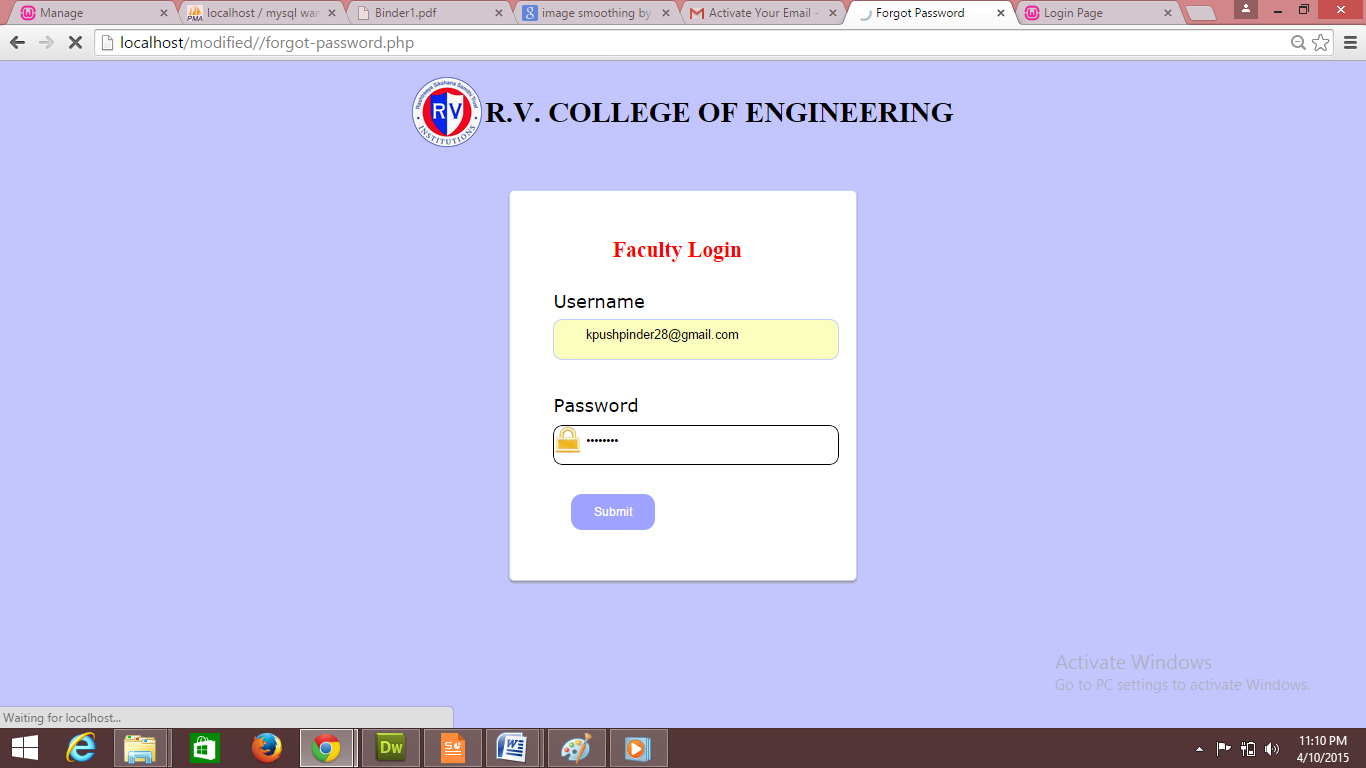 Manage
localhost / mysql wan
Binder1.pdf
image smoothing by
Activate Your Email -
Forgot Password
Login Page
localhost/modified//forgot-password.php
RV
INSTITUTIONS
R.V. COLLEGE OF ENGINEERING
Faculty Login
Username
kpushpinder28@gmail.com
Password
••••••••
Submit
Activate Windows
Go to PC settings to activate Windows.
Waiting for localhost...
Dw
11:10 PM
4/10/2015